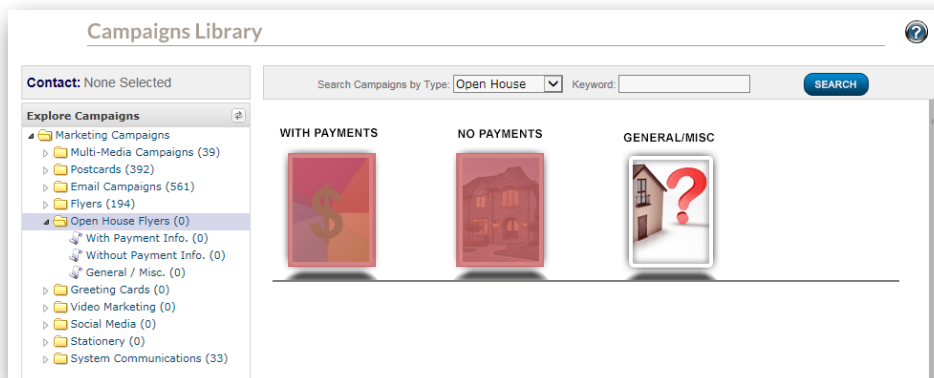 Campaigns Library
Contact: None Selected
Search Campaigns by Type: Open House Keyword: SEARCH
Explore Campaigns
Marketing Campaigns
Multi-Media Campaigns (39)
Postcards (392)
Email Campaigns (561)
Flyers (194)
Open House Flyers (0)
With Payment Info. (0)
Without Payment Info. (0)
General / Misc. (0)
Greeting Cards (0)
Video Marketing (0)
Social Media (0)
Stationery (0)
System Communications (33)
WITH PAYMENTS
NO PAYMENTS
GENERAL/MISC